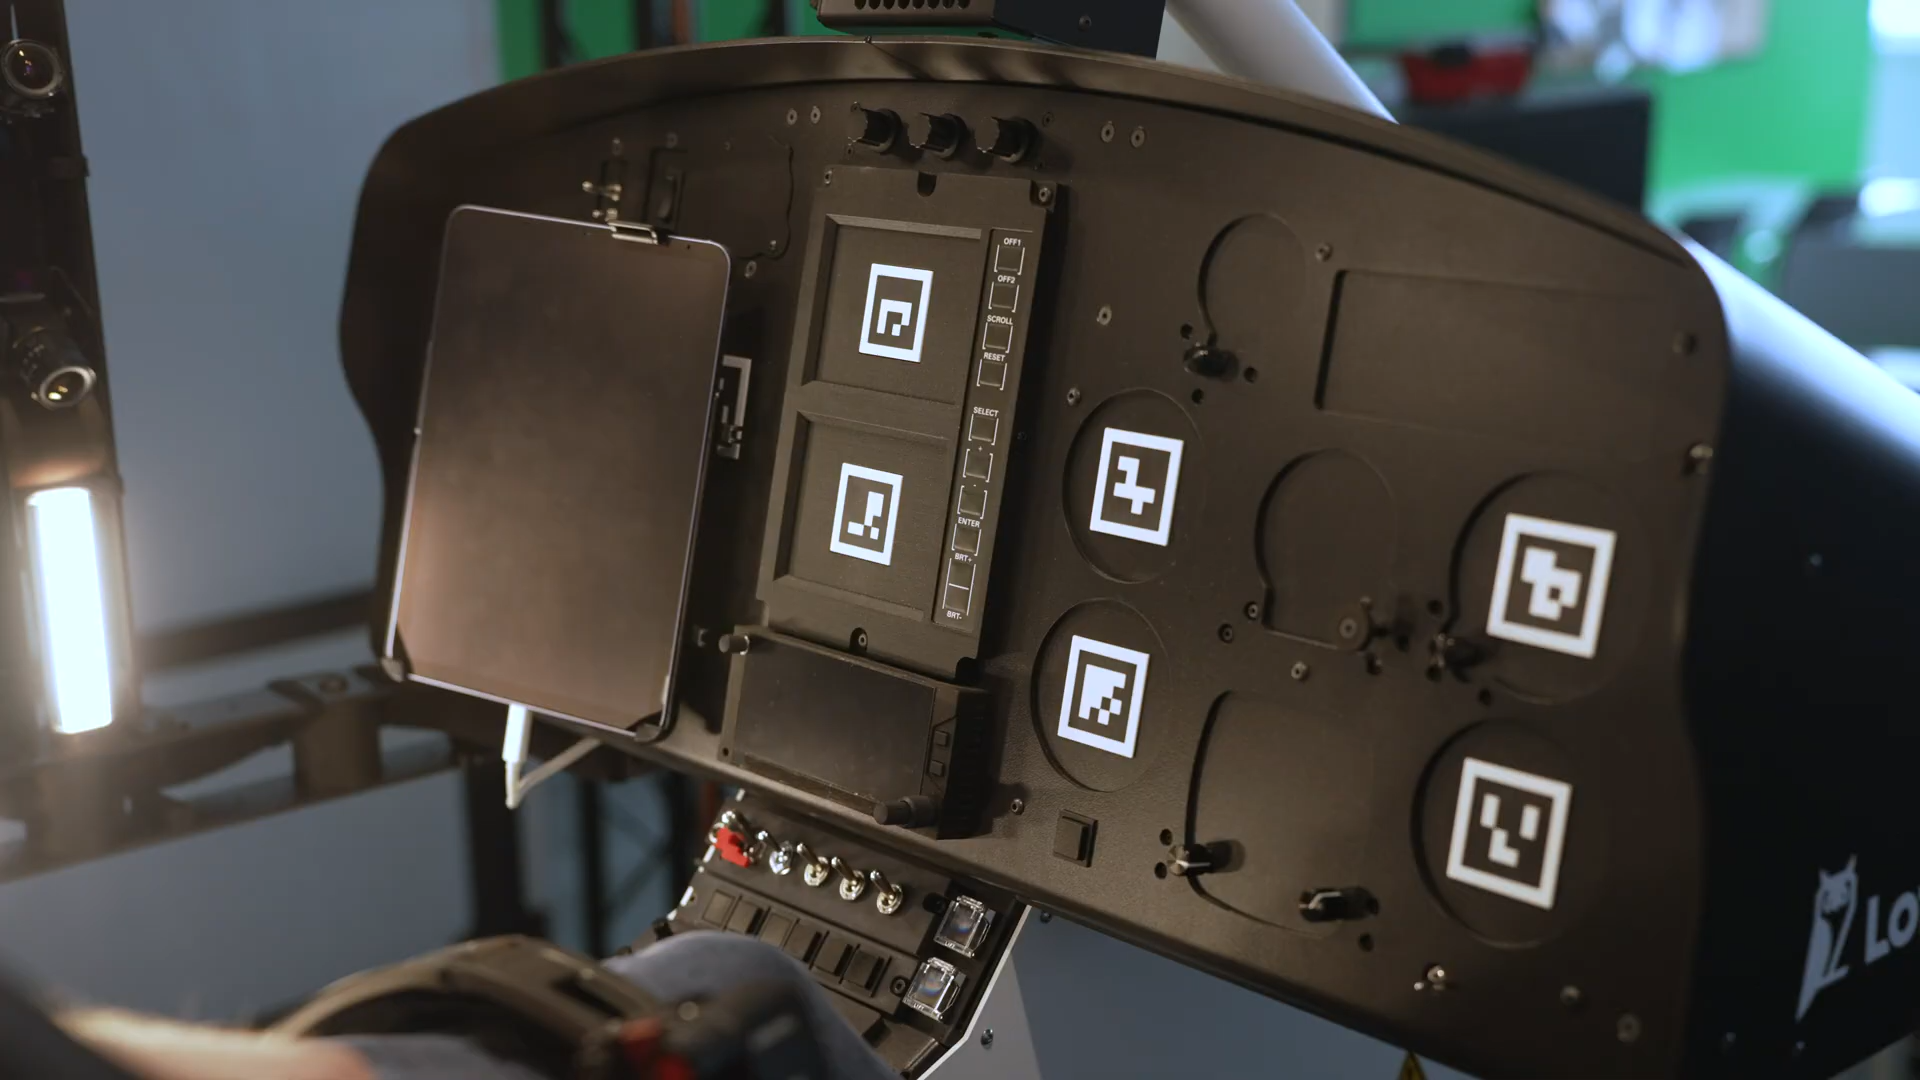 OFF1
OFF2
SCROLL
RESET
SELECT
+
-
ENTER
BRT+
BRT-
LO